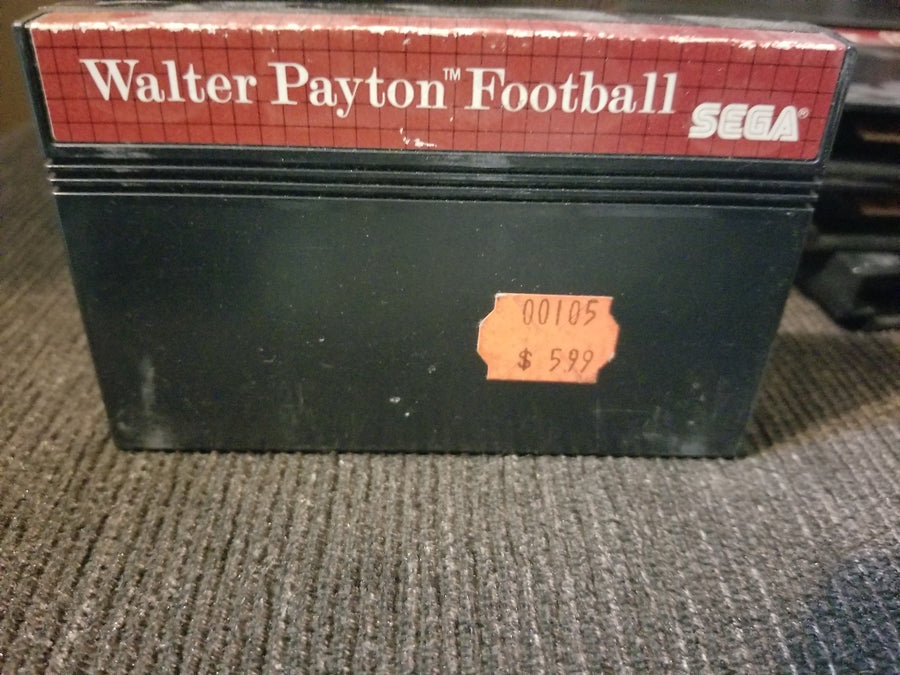 Walter Payton™ Football
SEGA®
00105
$ 5.99